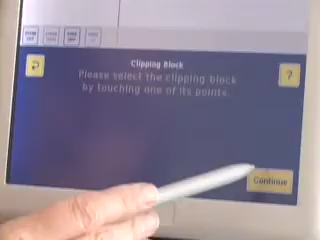 Clipping Block
Please select the clipping block
by touching one of its points.
?
Continue